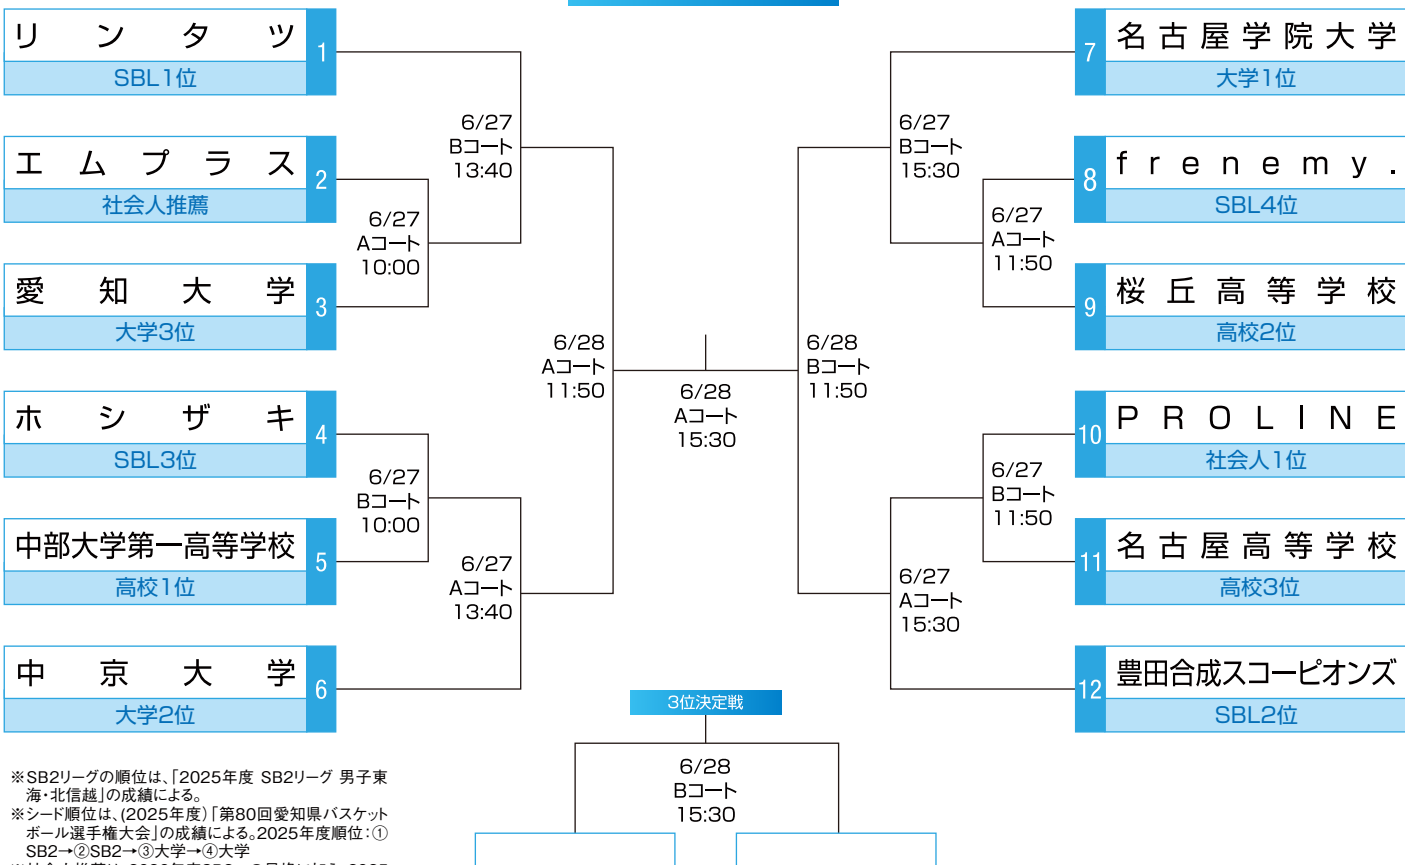 リンタツ
1
SBL1位
エムプラス
2
社会人推薦
愛知大学
3
大学3位
ホシザキ
4
SBL3位
中部大学第一高等学校
5
高校1位
中京大学
6
大学2位
6/27
Bコート
13:40
6/27
Aコート
10:00
6/27
Bコート
10:00
6/27
Aコート
13:40
6/28
Aコート
11:50
6/28
Aコート
15:30
6/28
Bコート
11:50
6/27
Bコート
15:30
6/27
Aコート
11:50
6/27
Bコート
11:50
6/27
Aコート
15:30
7
名古屋学院大学
大学1位
8
frenemy.
SBL4位
9
桜丘高等学校
高校2位
10
PROLINE
社会人1位
11
名古屋高等学校
高校3位
12
豊田合成スコーピオンズ
SBL2位
3位決定戦
6/28
Bコート
15:30
※SB2リーグの順位は、「2025年度 SB2リーグ 男子東
海・北信越」の成績による。
※シード順位は、(2025年度)「第80回愛知県バスケット
ボール選手権大会」の成績による。2025年度順位：①
SB2→②SB2→③大学→④大学